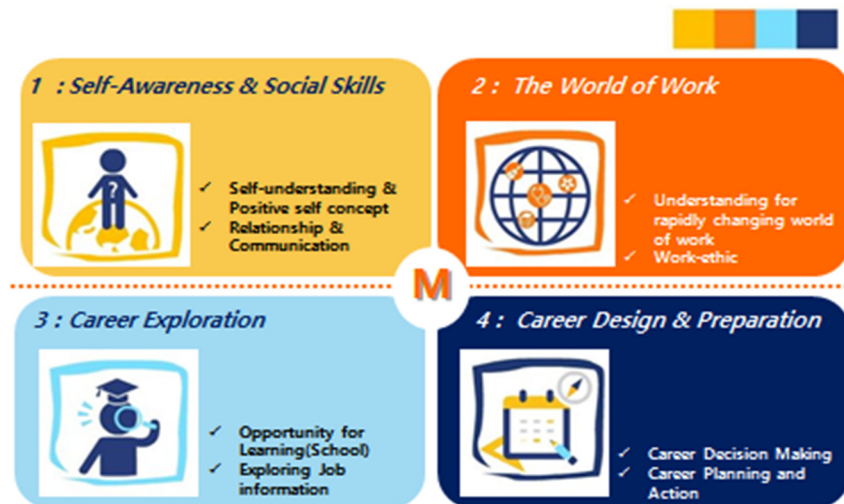 1 : Self-Awareness & Social Skills
?
✓ Self-understanding &
Positive self concept
✓ Relationship &
Communication
2 : The World of Work
✓ Understanding for
rapidly changing world
of work
✓ Work-ethic
M
3 : Career Exploration
✓ Opportunity for
Learning(School)
✓ Exploring Job
information
4 : Career Design & Preparation
✓ Career Decision Making
✓ Career Planning and
Action